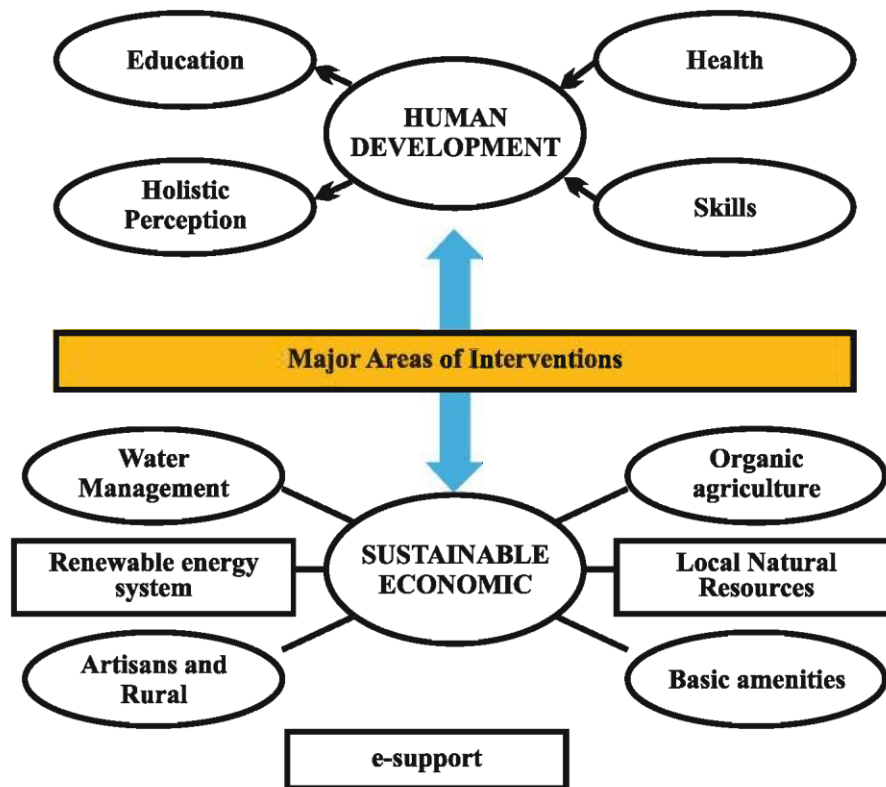 Education
Health
HUMAN
DEVELOPMENT
Holistic
Perception
Skills
Major Areas of Interventions
Water
Management
Organic
agriculture
Renewable energy
system
SUSTAINABLE
ECONOMIC
Local Natural
Resources
Artisans and
Rural
Basic amenities
e-support